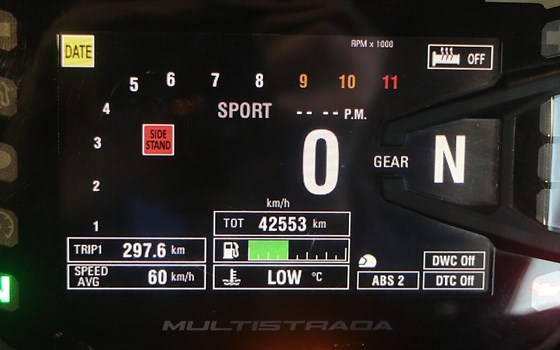 DATE
RPM x 1000
OFF
1 2 3 4 5 6 7 8 9 10 11
SPORT
-- -- P.M.
SIDE
STAND
0
km/h
GEAR N
TOT 42553 km
TRIP1 297.6 km
SPEED
AVG 60 km/h
LOW °C
ABS 2
DWC Off
DTC Off
N
MULTISTRADA